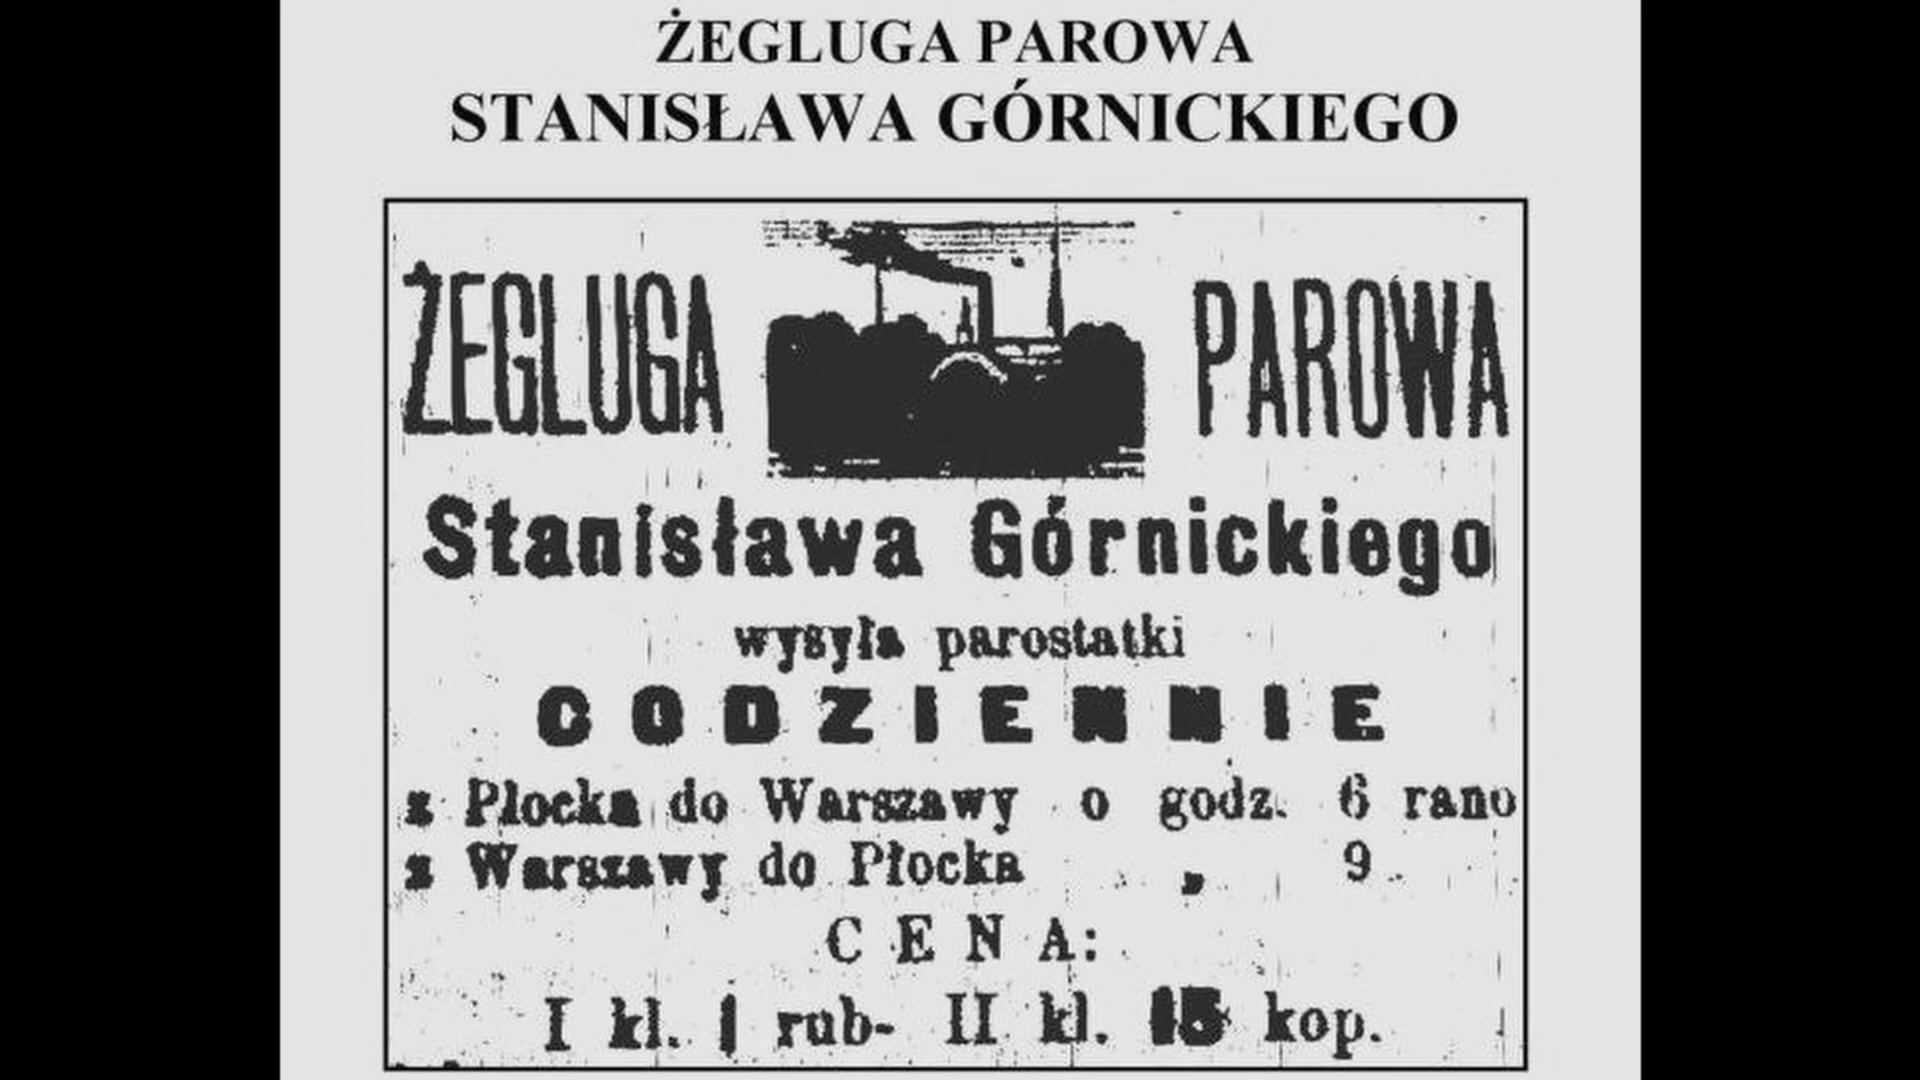 ŻEGLUGA PAROWA
STANISŁAWA GÓRNICKIEGO
ŻEGLUGA PAROWA
Stanisława Górnickiego
wysyła parostatki
CODZIENNIE
z Płocka do Warszawy o godz. 6 rano
z Warszawy do Płocka „ 9
CENA:
I kl. 1 rub- II kl. kop.